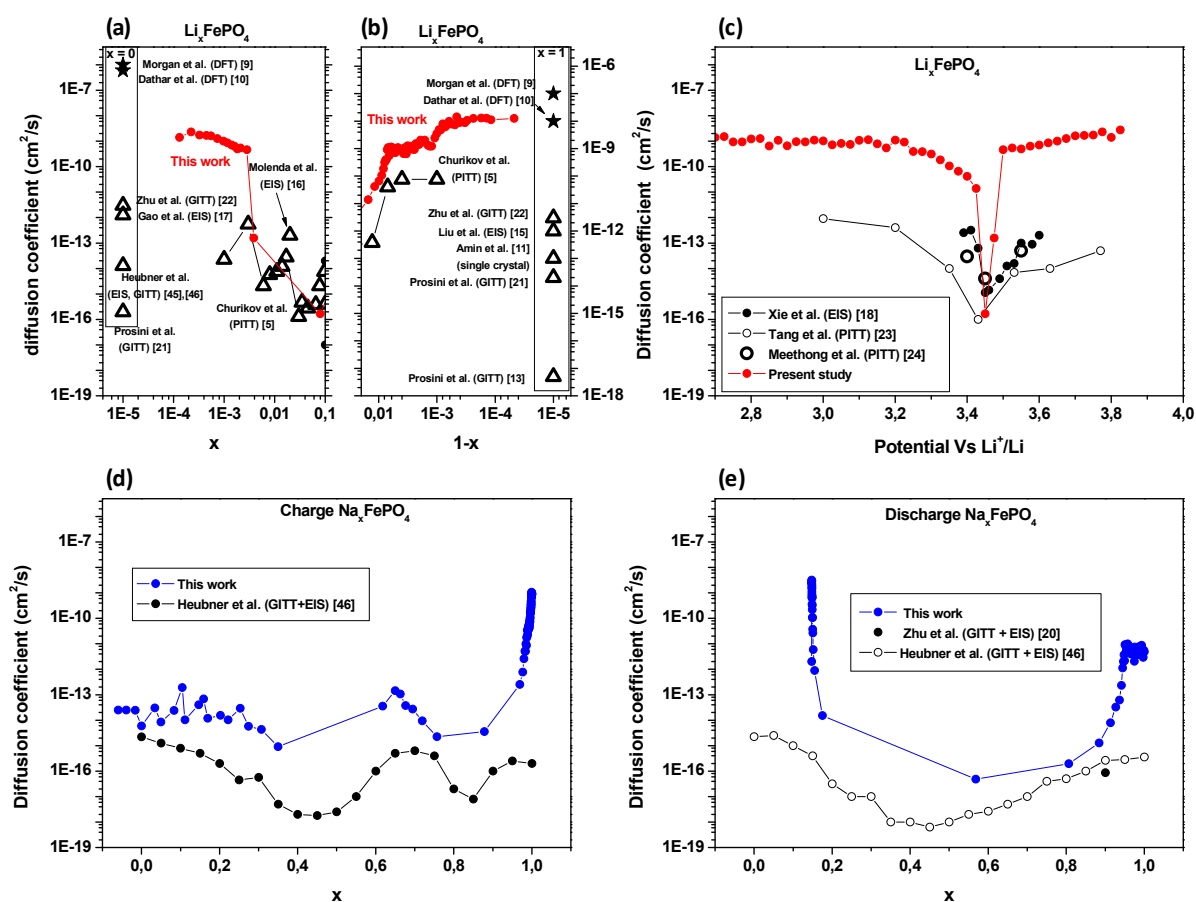 (a)
LixFePO4
x = 0
Morgan et al. (DFT) [9]
Dathar et al. (DFT) [10]
This work
Molenda et al.
(EIS) [16]
Zhu et al. (GITT) [22]
Gao et al. (EIS) [17]
Heubner et al.
(EIS, GITT) [45],[46]
Churikov et al.
(PITT) [5]
Prosini et al.
(GITT) [21]
diffusion coefficient (cm2/s)
1E-7
1E-10
1E-13
1E-16
1E-19
1E-5
1E-4
1E-3
0,01
0,1
x
(b)
LixFePO4
x = 1
Morgan et al. (DFT) [9]
Dathar et al. (DFT) [10]
This work
Churikov et al.
(PITT) [5]
Zhu et al. (GITT) [22]
Liu et al. (EIS) [15]
Amin et al. [11]
(single crystal)
Prosini et al. (GITT) [21]
Prosini et al. (GITT) [13]
1E-6
1E-9
1E-12
1E-15
1E-18
0,01
1E-3
1E-4
1E-5
1-x
(c)
LixFePO4
Diffusion coefficient (cm2/s)
1E-7
1E-10
1E-13
1E-16
1E-19
Xie et al. (EIS) [18]
Tang et al. (PITT) [23]
Meethong et al. (PITT) [24]
Present study
2,8
3,0
3,2
3,4
3,6
3,8
4,0
Potential Vs Li+/Li
(d)
Charge NaxFePO4
Diffusion coefficient (cm2/s)
1E-7
1E-10
1E-13
1E-16
1E-19
This work
Heubner et al. (GITT+EIS) [46]
0,0
0,2
0,4
0,6
0,8
1,0
x
(e)
Discharge NaxFePO4
Diffusion coefficient (cm2/s)
1E-7
1E-10
1E-13
1E-16
1E-19
This work
Zhu et al. (GITT + EIS) [20]
Heubner et al. (GITT + EIS) [46]
0,0
0,2
0,4
0,6
0,8
1,0
x